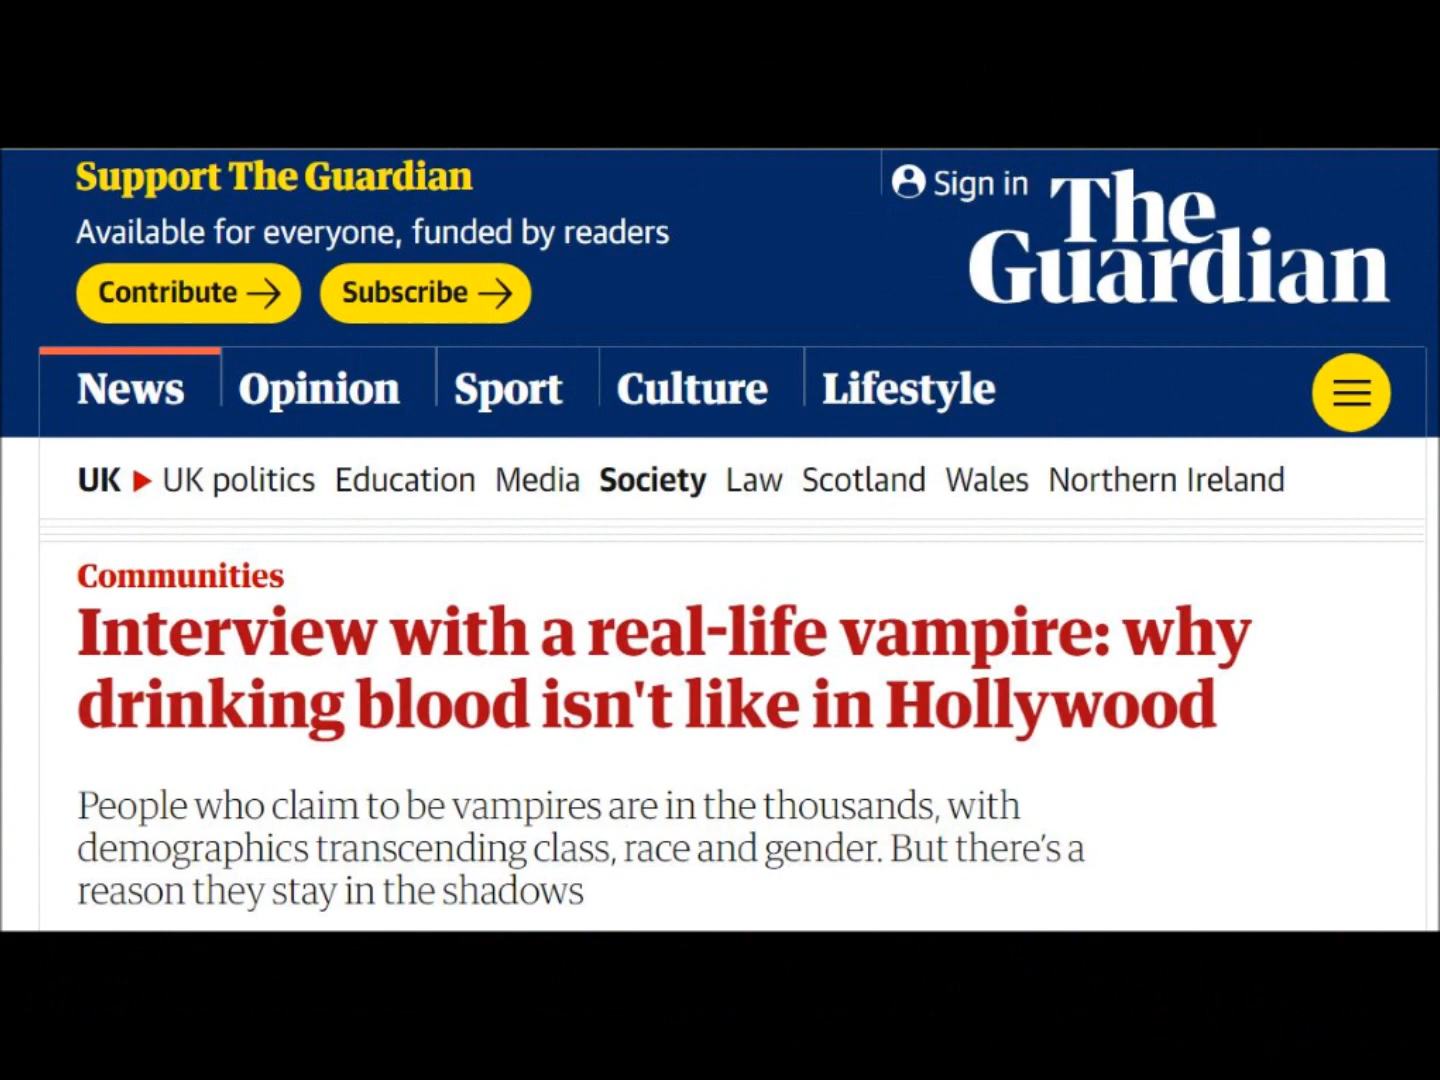 Support The Guardian
Available for everyone, funded by readers
Contribute
Subscribe
Sign in
The
Guardian
News
Opinion
Sport
Culture
Lifestyle
UK UK politics Education Media Society Law Scotland Wales Northern Ireland
Communities
Interview with a real-life vampire: why
drinking blood isn't like in Hollywood
People who claim to be vampires are in the thousands, with
demographics transcending class, race and gender. But there’s a
reason they stay in the shadows